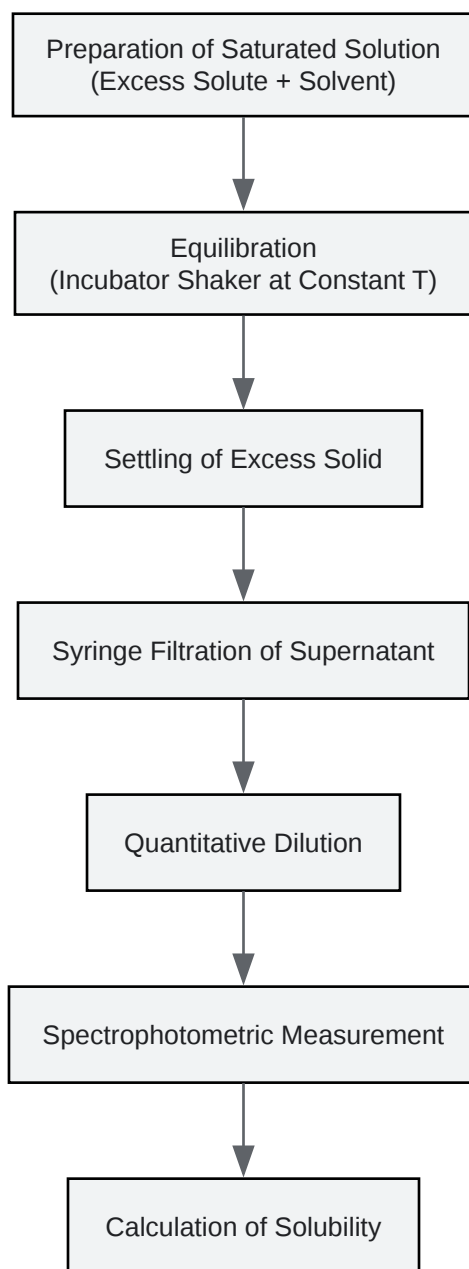 Preparation of Saturated Solution
(Excess Solute + Solvent)
Equilibration
(Incubator Shaker at Constant T)
Settling of Excess Solid
Syringe Filtration of Supernatant
Quantitative Dilution
Spectrophotometric Measurement
Calculation of Solubility